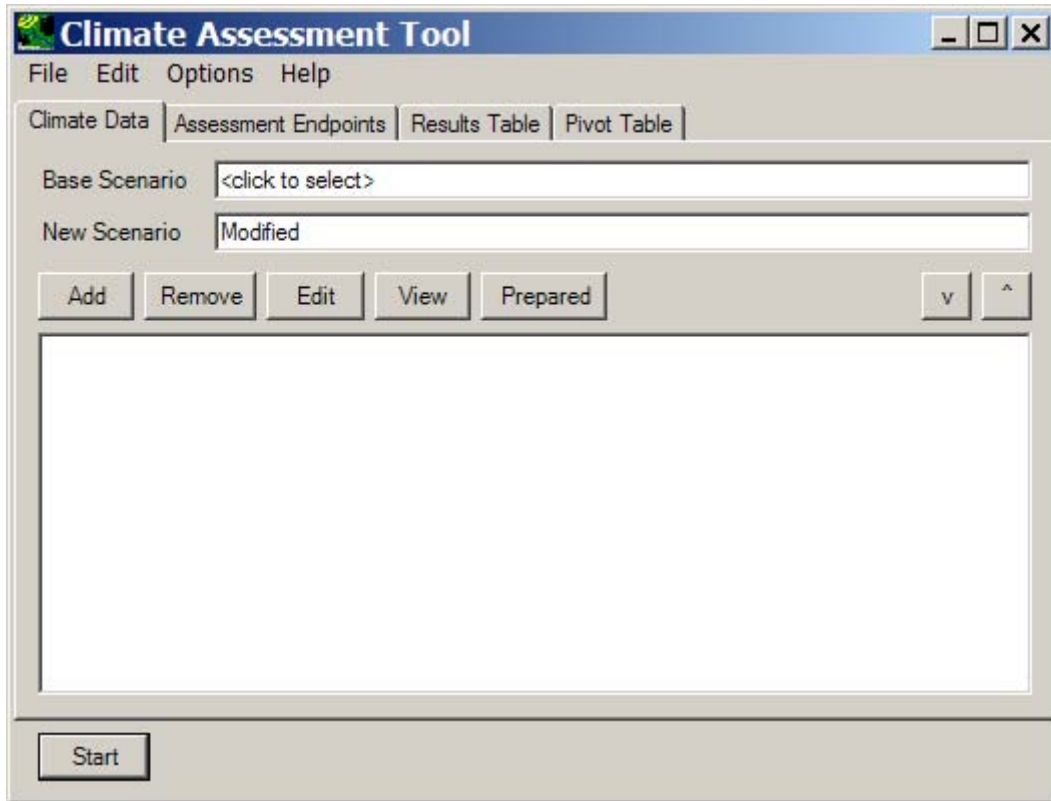 Climate Assessment Tool
File Edit Options Help
Climate Data Assessment Endpoints Results Table Pivot Table
Base Scenario <click to select>
New Scenario Modified
Add Remove Edit View Prepared v ^
Start